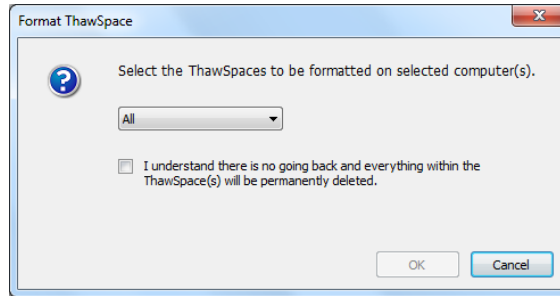 Format ThawSpace
Select the ThawSpaces to be formatted on selected computer(s).
All
I understand there is no going back and everything within the
ThawSpace(s) will be permanently deleted.
OK
Cancel